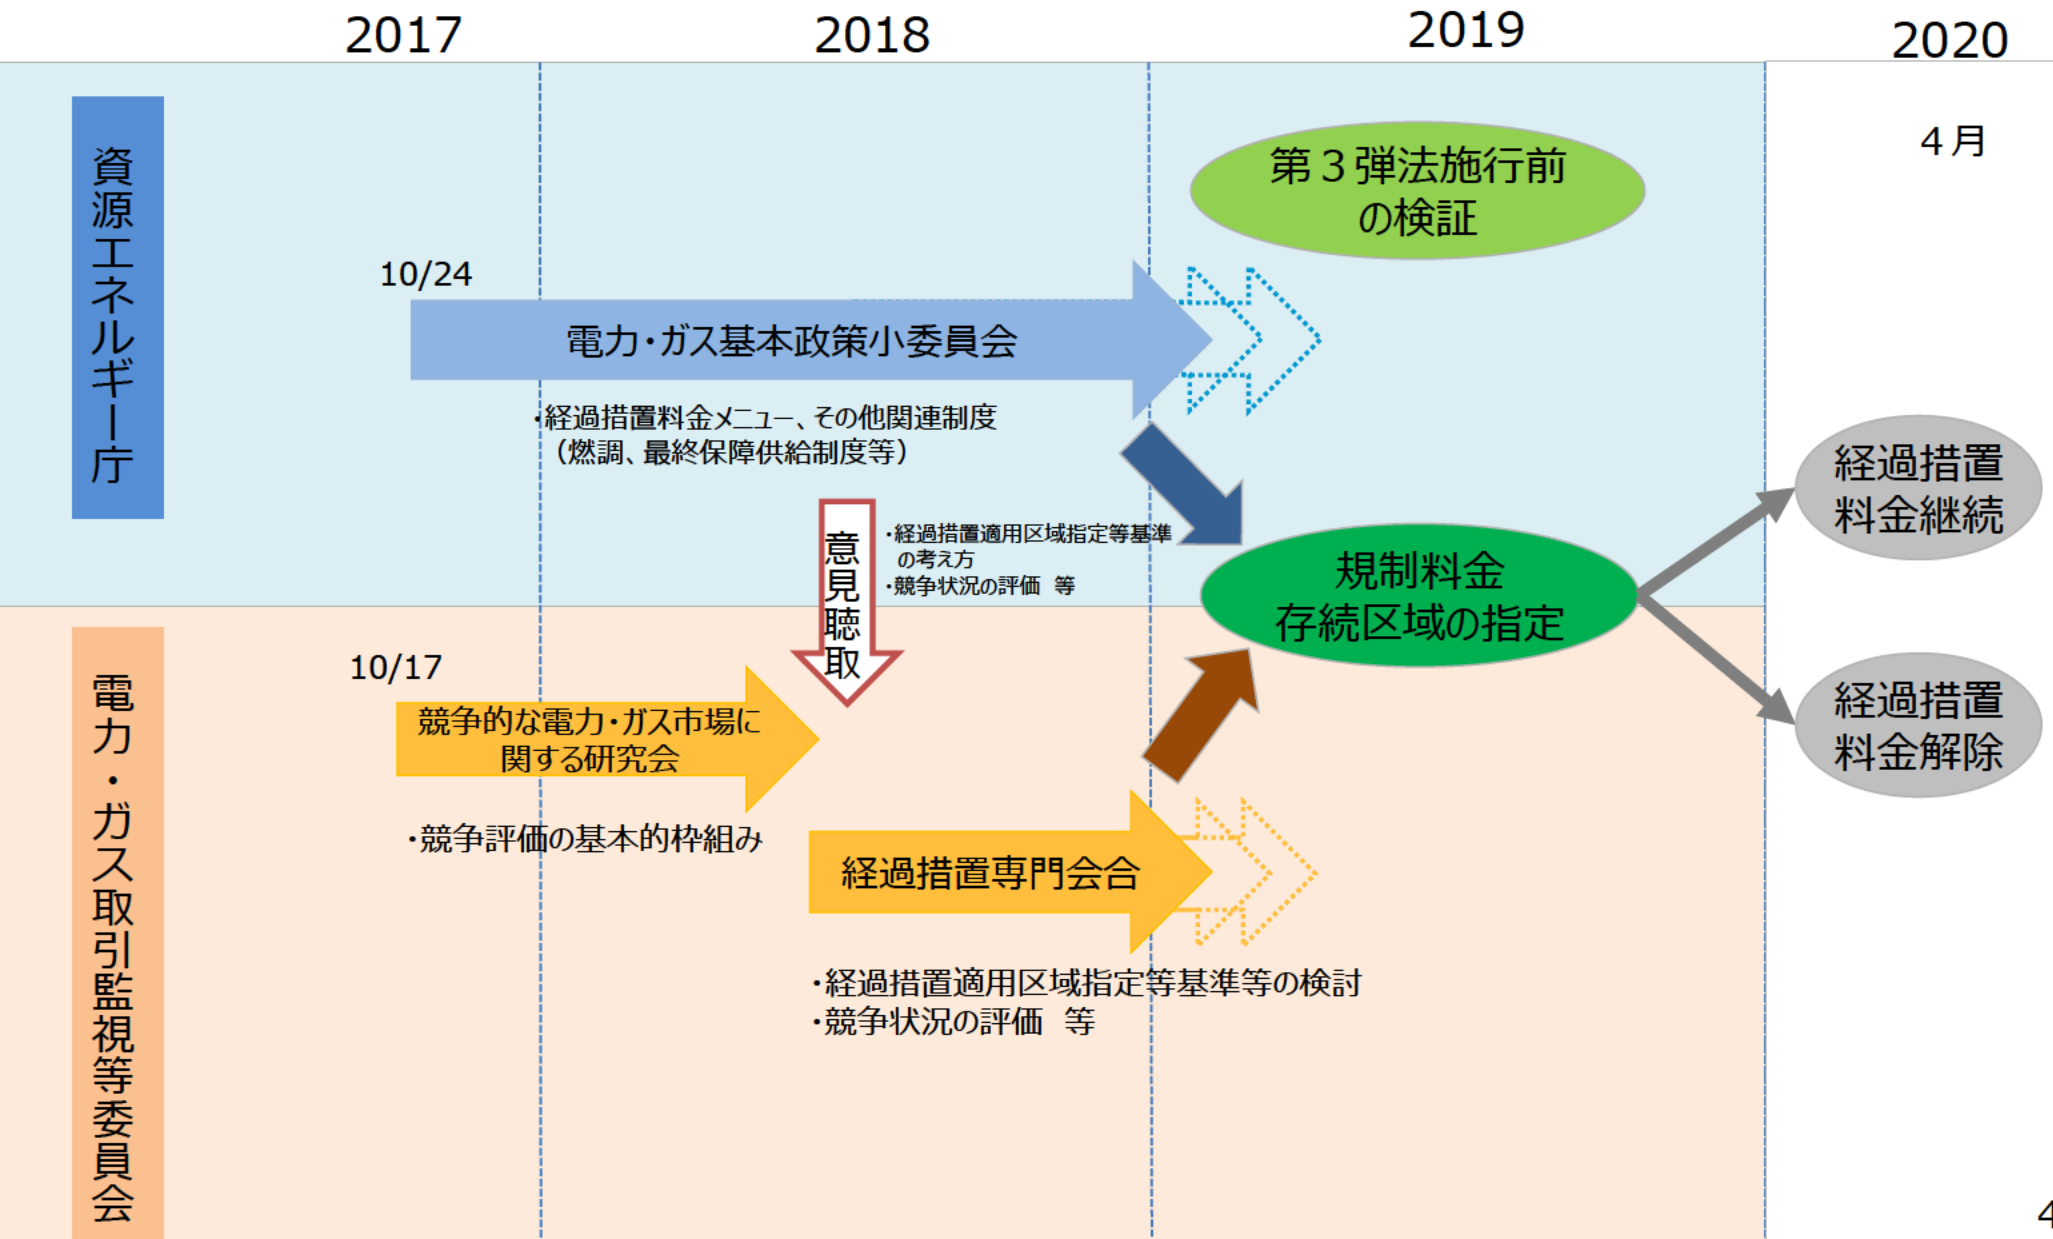 2017
2018
2019
2020
4月
資源エネルギー庁
第3弾法施行前
の検証
10/24
電力・ガス基本政策小委員会
・経過措置料金メニュー、その他関連制度
（燃調、最終保障供給制度等）
意見聴取
・経過措置適用区域指定等基準
の考え方
・競争状況の評価　等
規制料金
存続区域の指定
経過措置
料金継続
経過措置
料金解除
電力・ガス取引監視等委員会
10/17
競争的な電力・ガス市場に
関する研究会
・競争評価の基本的枠組み
経過措置専門会合
・経過措置適用区域指定等基準等の検討
・競争状況の評価　等
4